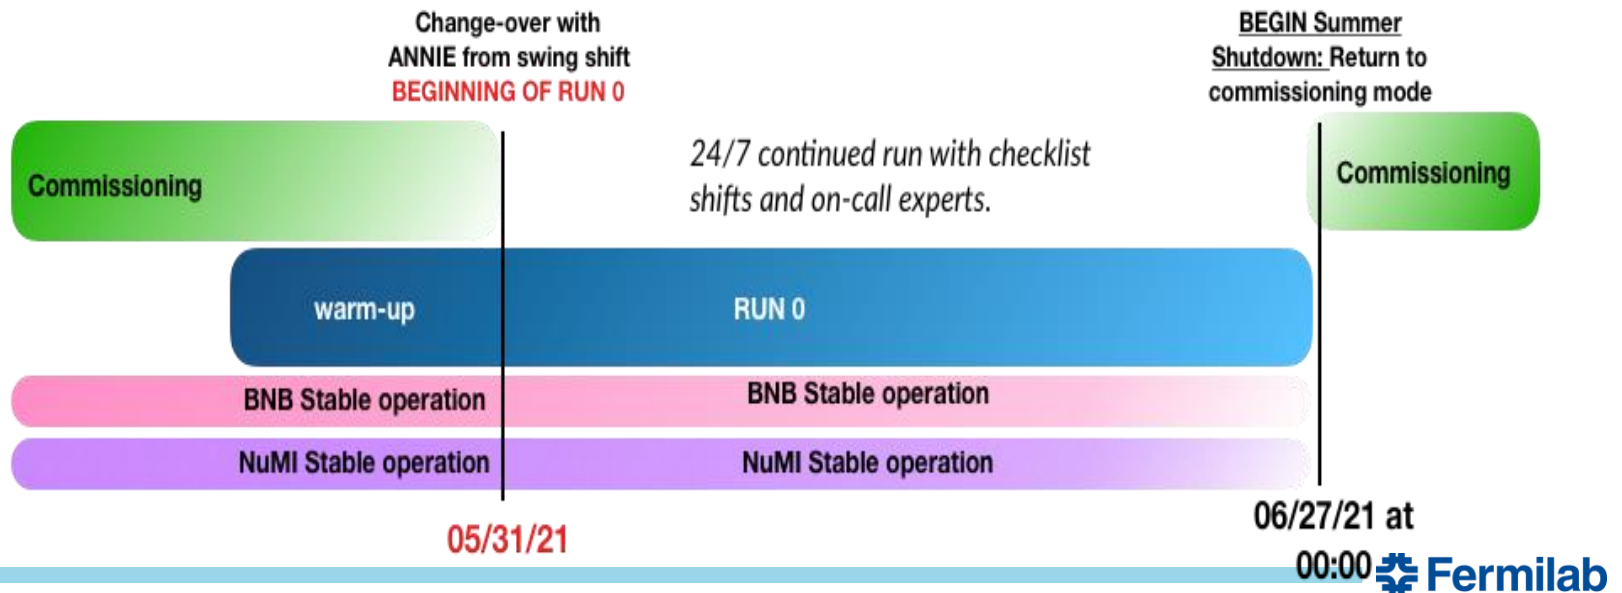 Change-over with
ANNIE from swing shift
BEGINNING OF RUN 0
BEGIN Summer
Shutdown: Return to
commissioning mode
Commissioning
24/7 continued run with checklist
shifts and on-call experts.
Commissioning
warm-up
RUN 0
BNB Stable operation
BNB Stable operation
NuMI Stable operation
NuMI Stable operation
05/31/21
06/27/21 at
00:00
Fermilab